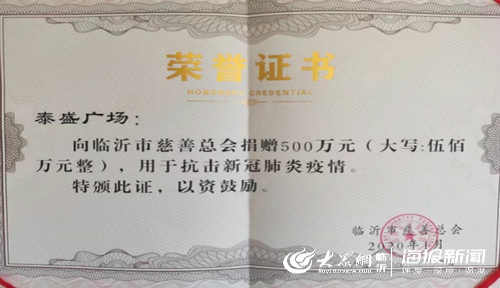 荣誉证书
HONORARY CREDENTIAL
泰盛广场：
向临沂市慈善总会捐赠500万元（大写:伍佰
万元整），用于抗击新冠肺炎疫情。
特颁此证，以资鼓励。
临沂市慈善总会
2020年1月
大众网 临沂 海报新闻